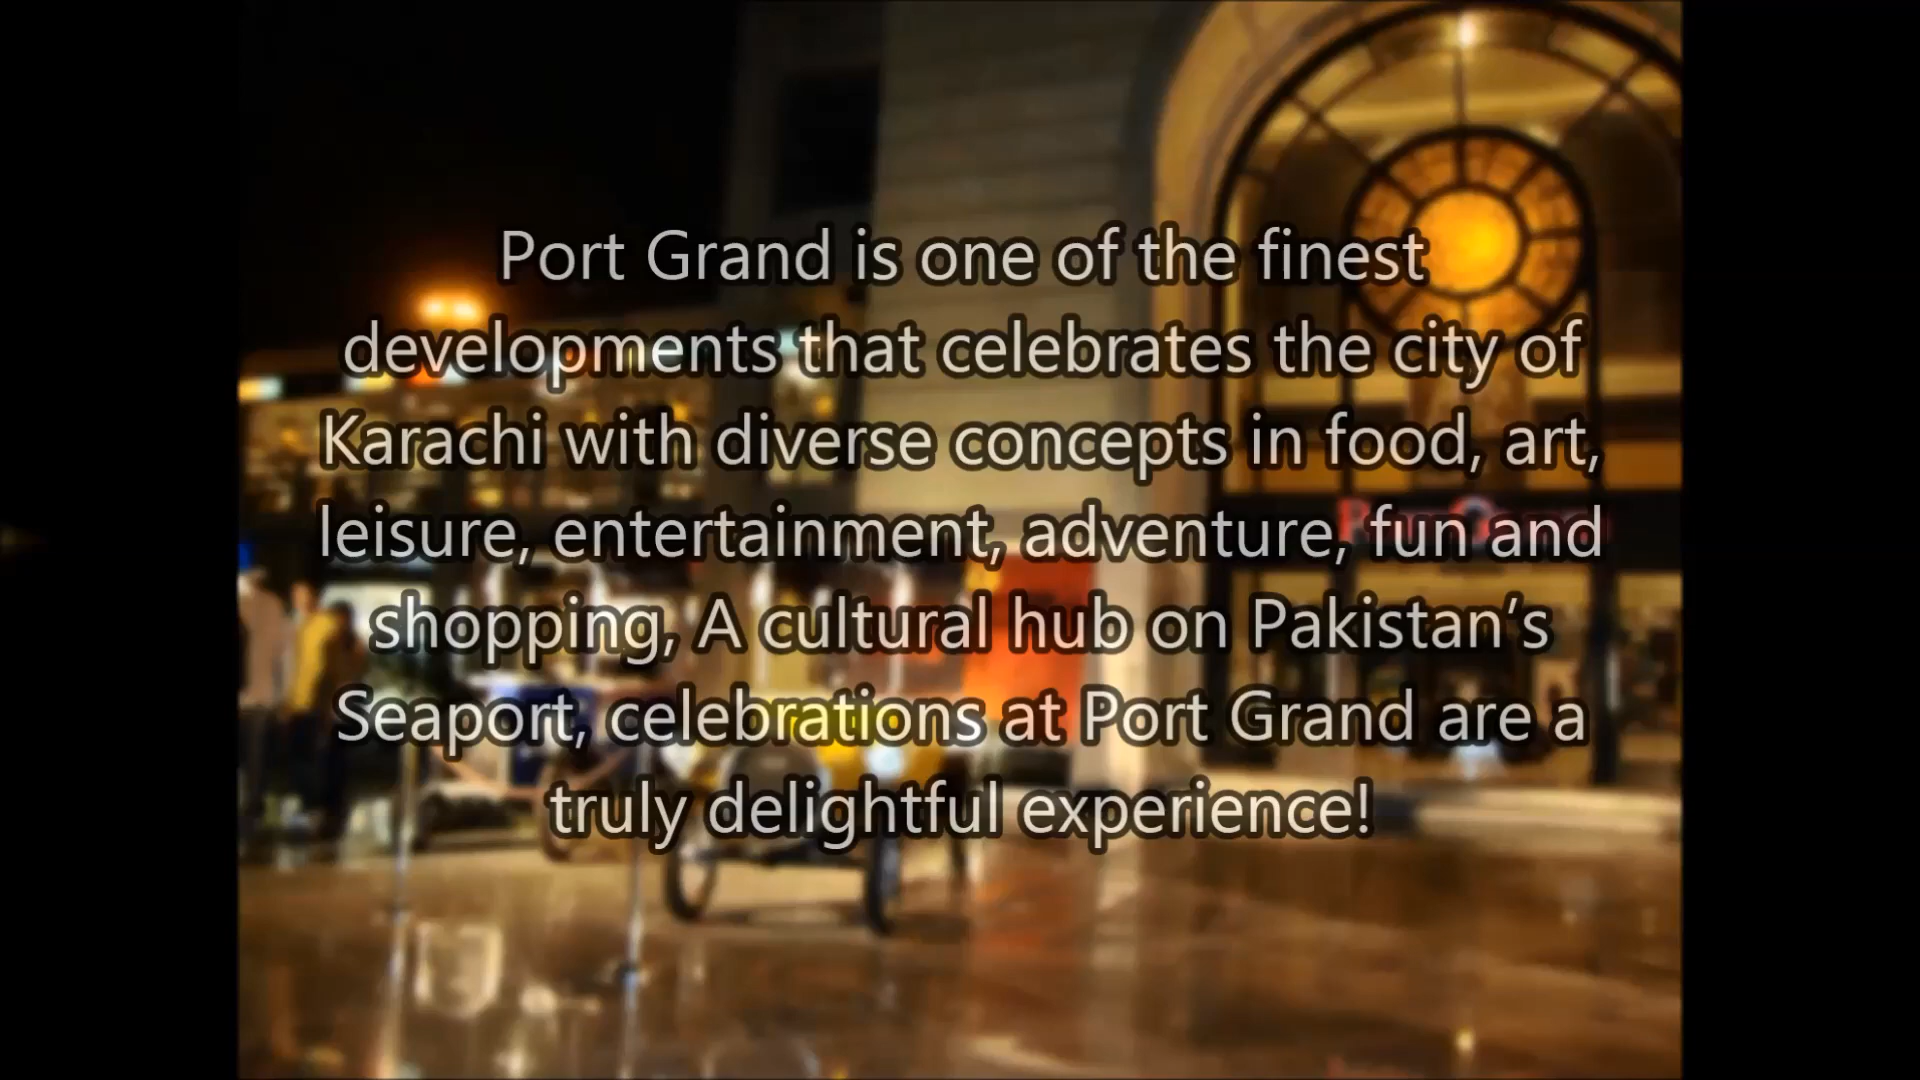 Port Grand is one of the finest
developments that celebrates the city of
Karachi with diverse concepts in food, art,
leisure, entertainment, adventure, fun and
shopping, A cultural hub on Pakistan’s
Seaport, celebrations at Port Grand are a
truly delightful experience!